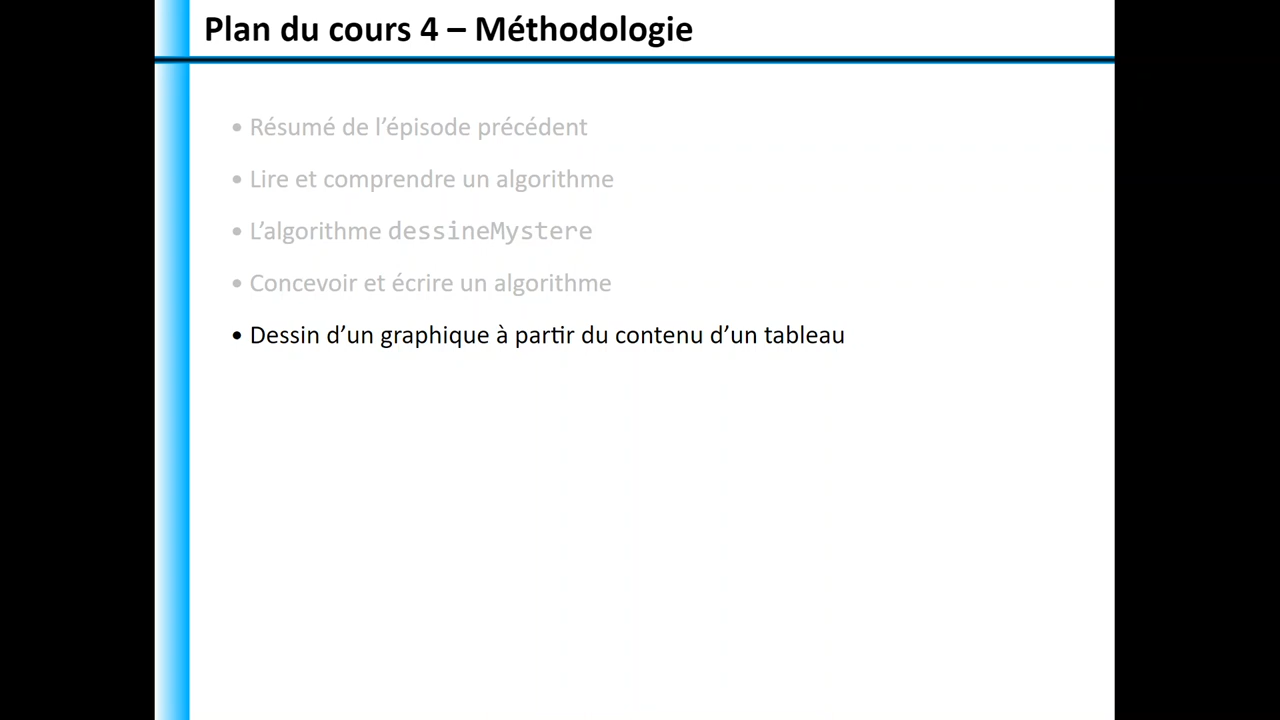 Plan du cours 4 – Méthodologie
• Résumé de l’épisode précédent
• Lire et comprendre un algorithme
• L’algorithme dessineMystere
• Concevoir et écrire un algorithme
• Dessin d’un graphique à partir du contenu d’un tableau